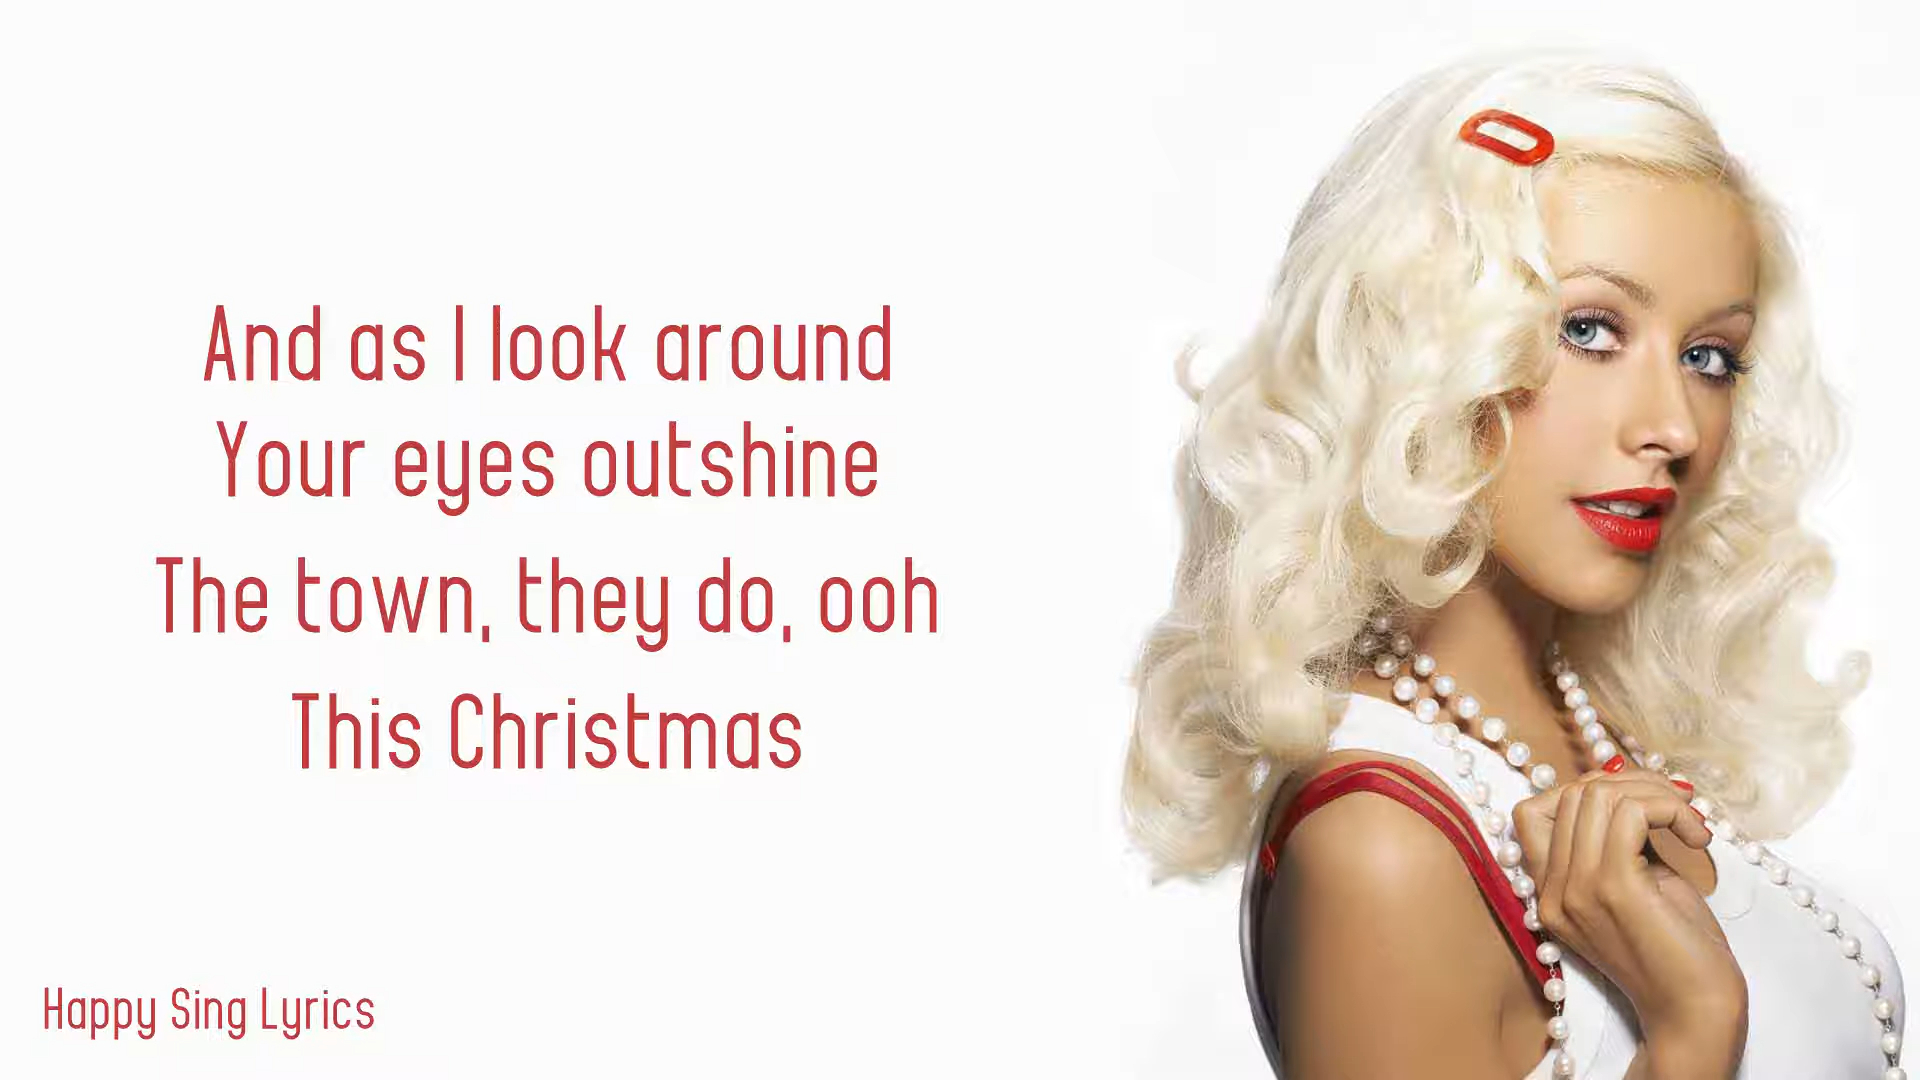 And as I look around
Your eyes outshine
The town, they do, ooh
This Christmas
Happy Sing Lyrics